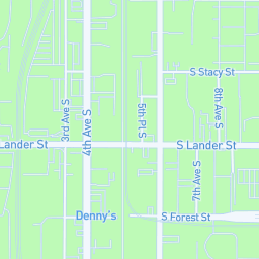 S Stacy St
8th Ave S
3rd Ave S
4th Ave S
5th Pl S
Lander St
S Lander St
7th Ave S
Denny's
S Forest St